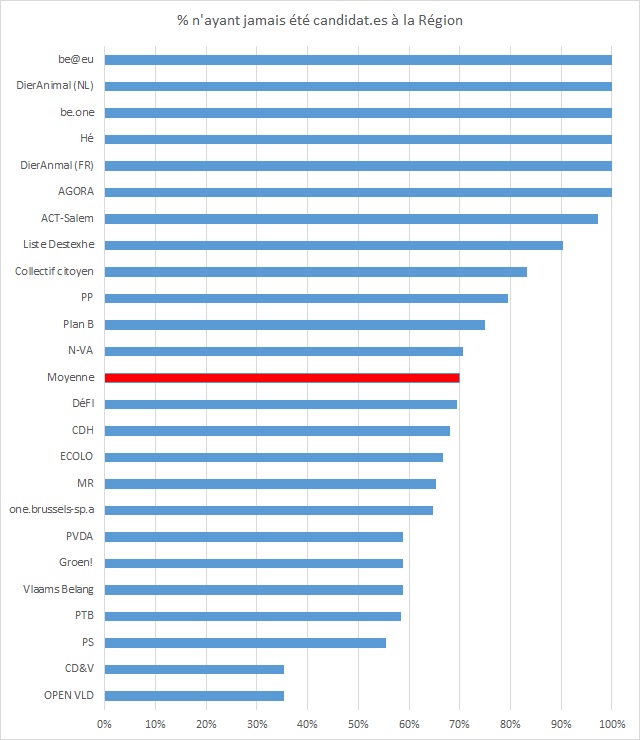 % n'ayant jamais été candidat.es à la Région
be@eu
DierAnimal (NL)
be.one
Hé
DierAnmal (FR)
AGORA
ACT-Salem
Liste Destexhe
Collectif citoyen
PP
Plan B
N-VA
Moyenne
DéFI
CDH
ECOLO
MR
one.brussels-sp.a
PVDA
Groen!
Vlaams Belang
PTB
PS
CD&V
OPEN VLD
0% 10% 20% 30% 40% 50% 60% 70% 80% 90% 100%